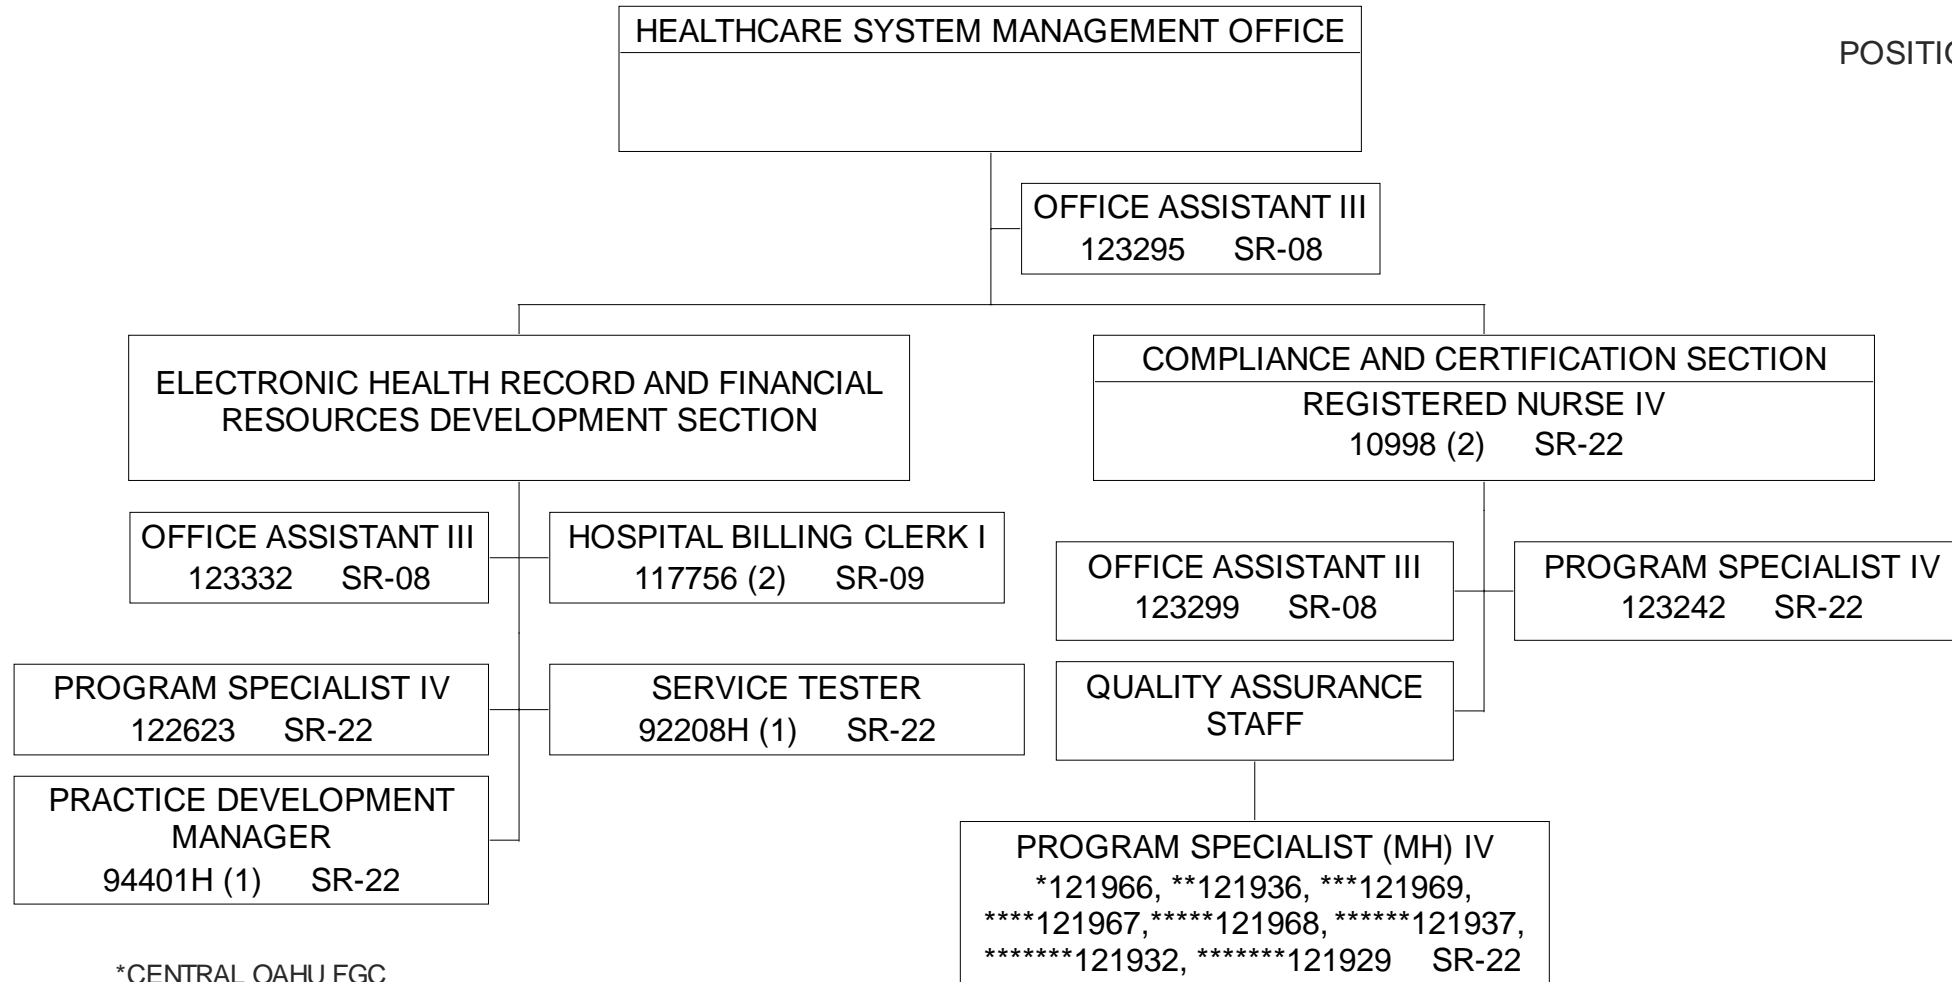 HEALTHCARE SYSTEM MANAGEMENT OFFICE
OFFICE ASSISTANT III
123295 SR-08
ELECTRONIC HEALTH RECORD AND FINANCIAL
RESOURCES DEVELOPMENT SECTION
OFFICE ASSISTANT III
123332 SR-08
HOSPITAL BILLING CLERK I
117756 (2) SR-09
PROGRAM SPECIALIST IV
122623 SR-22
SERVICE TESTER
92208H (1) SR-22
PRACTICE DEVELOPMENT
MANAGER
94401H (1) SR-22
COMPLIANCE AND CERTIFICATION SECTION
REGISTERED NURSE IV
10998 (2) SR-22
OFFICE ASSISTANT III
123299 SR-08
PROGRAM SPECIALIST IV
123242 SR-22
QUALITY ASSURANCE
STAFF
PROGRAM SPECIALIST (MH) IV
*121966, **121936, ***121969,
****121967,*****121968, ******121937,
*******121932, *******121929 SR-22
*CENTRAL OAHU FGC